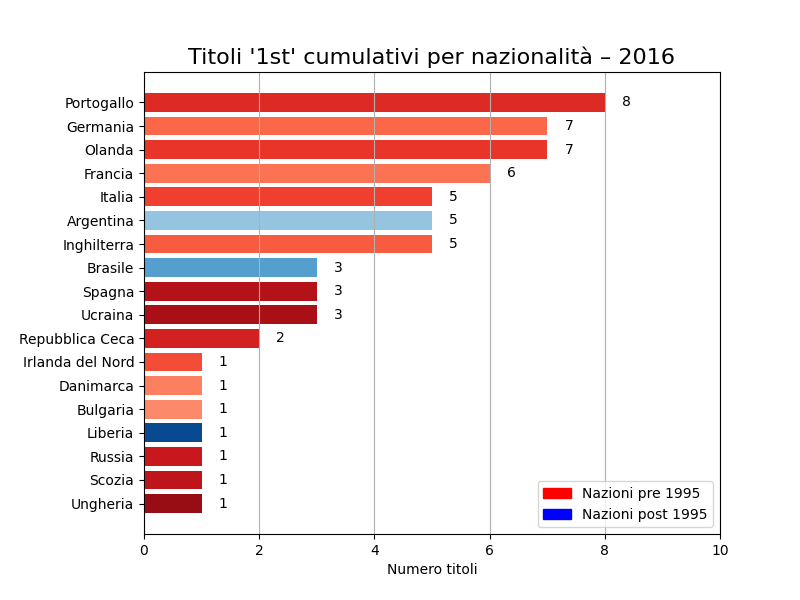 Titoli '1st' cumulativi per nazionalità – 2016
Portogallo 8
Germania 7
Olanda 7
Francia 6
Italia 5
Argentina 5
Inghilterra 5
Brasile 3
Spagna 3
Ucraina 3
Repubblica Ceca 2
Irlanda del Nord 1
Danimarca 1
Bulgaria 1
Liberia 1
Russia 1
Scozia 1
Ungheria 1
Nazioni pre 1995
Nazioni post 1995
0 2 4 6 8 10
Numero titoli